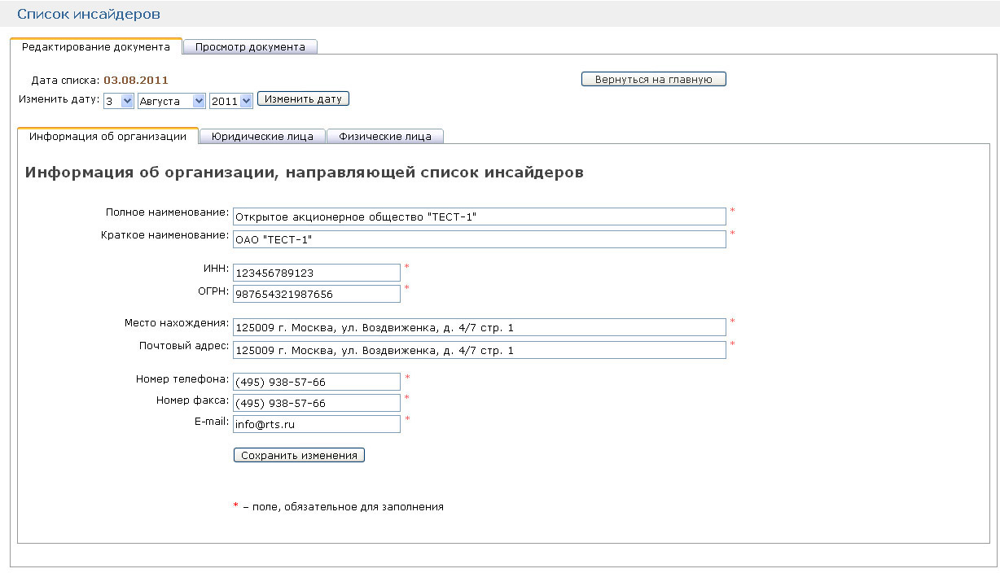 Список инсайдеров
Редактирование документа Просмотр документа
Дата списка: 03.08.2011 Вернуться на главную
Изменить дату: 3 Августа 2011 Изменить дату
Информация об организации Юридические лица Физические лица
Информация об организации, направляющей список инсайдеров
Полное наименование: Открытое акционерное общество "ТЕСТ-1" *
Краткое наименование: ОАО "ТЕСТ-1" *
ИНН: 123456789123 *
ОГРН: 987654321987656 *
Место нахождения: 125009 г. Москва, ул. Воздвиженка, д. 4/7 стр. 1 *
Почтовый адрес: 125009 г. Москва, ул. Воздвиженка, д. 4/7 стр. 1 *
Номер телефона: (495) 938-57-66 *
Номер факса: (495) 938-57-66 *
E-mail: info@rts.ru *
Сохранить изменения
* – поле, обязательное для заполнения